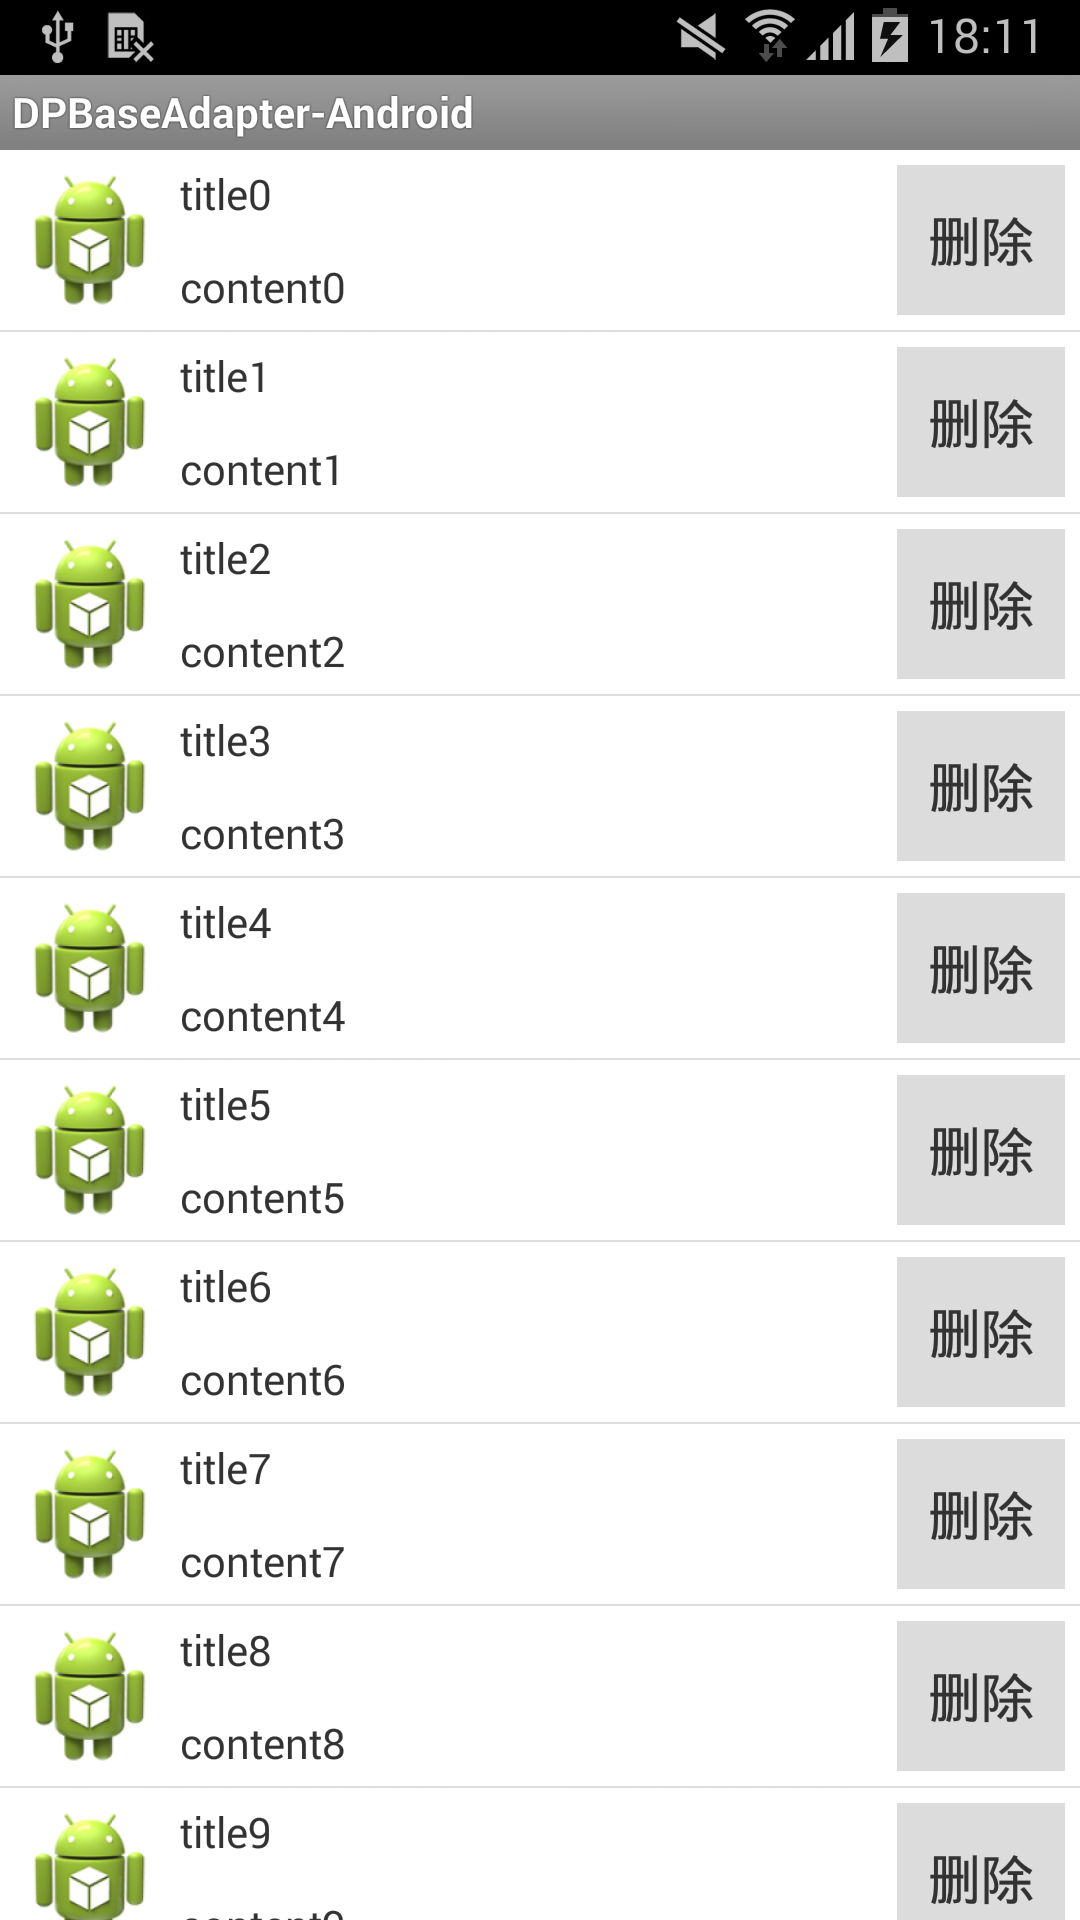 18:11
DPBaseAdapter-Android
title0
删除
content0
title1
删除
content1
title2
删除
content2
title3
删除
content3
title4
删除
content4
title5
删除
content5
title6
删除
content6
title7
删除
content7
title8
删除
content8
title9
删除
content9